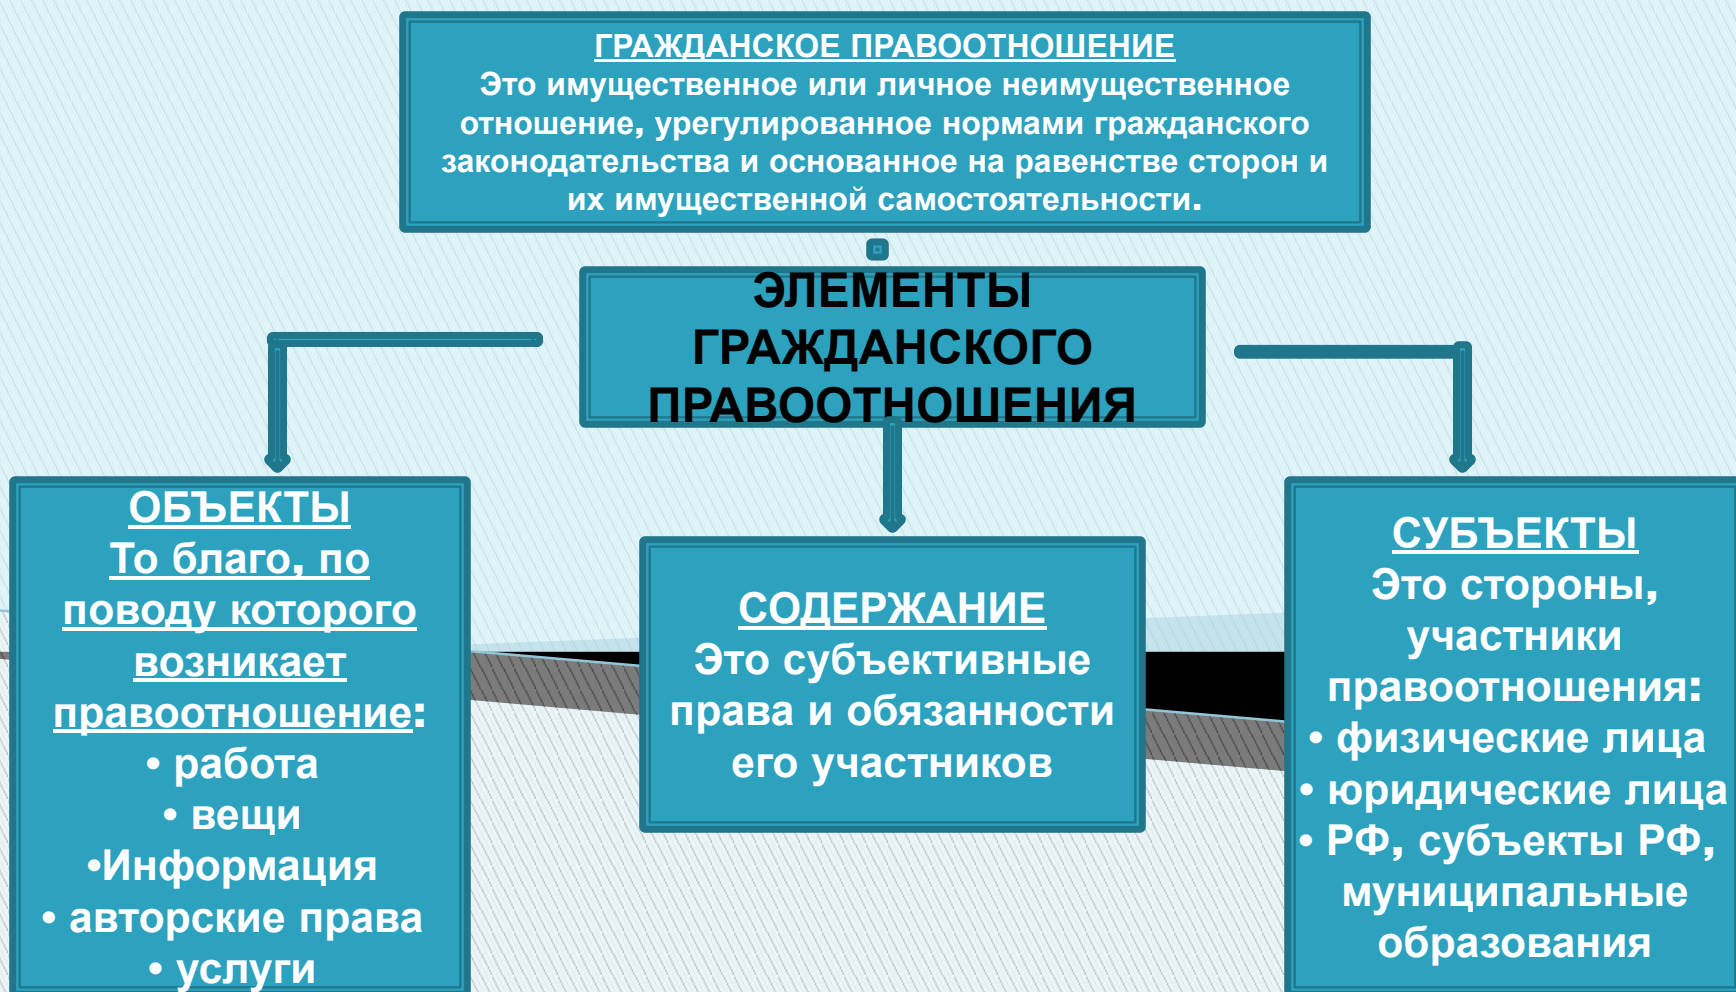 ГРАЖДАНСКОЕ ПРАВООТНОШЕНИЕ
Это имущественное или личное неимущественное
отношение, урегулированное нормами гражданского
законодательства и основанное на равенстве сторон и
их имущественной самостоятельности.
ЭЛЕМЕНТЫ
ГРАЖДАНСКОГО
ПРАВООТНОШЕНИЯ
ОБЪЕКТЫ
То благо, по
поводу которого
возникает
правоотношение:
• работа
• вещи
•Информация
• авторские права
• услуги
СОДЕРЖАНИЕ
Это субъективные
права и обязанности
его участников
СУБЪЕКТЫ
Это стороны,
участники
правоотношения:
• физические лица
• юридические лица
• РФ, субъекты РФ,
муниципальные
образования